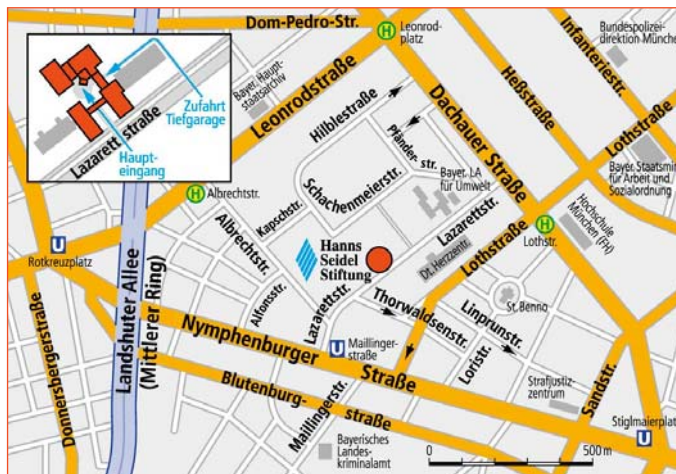 Dom-Pedro-Str.
Leonrod-
platz
H
Bundespolizei-
direktion München
Infanteriestr.
Heßstraße
Lothstraße
Bayer. Staatsmin.
für Arbeit und
Sozialordnung
Zufahrt
Tiefgarage
Lazarettstraße
Haupt-
eingang
Bayer. Haupt-
staatsarchiv
Leonrodstraße
Hilblestraße
Dachauer Straße
Pfänder-
str.
Bayer. LA
für Umwelt
Schachenmeierstr.
Kapschstr.
H
Albrechtstr.
Albrechtstr.
Hanns
Seidel
Stiftung
Lazarettstr.
Dt. Herzzentr.
Lothstraße
H
Lothstr.
Hochschule
München (FH)
U
Rotkreuzplatz
Landshuter Allee
(Mittlerer Ring)
Donnersbergerstraße
Alfonsstr.
Lazarettstr.
Thorwaldsenstr.
Linprunstr.
St. Benno
Nymphenburger
Straße
U
Maillinger-
straße
Loristr.
Blutenburg-
straße
Maillingerstr.
Strafjustiz-
zentrum
Sandstr.
Stiglmaierplatz
U
Bayerisches
Landes-
kriminalamt
0
500 m